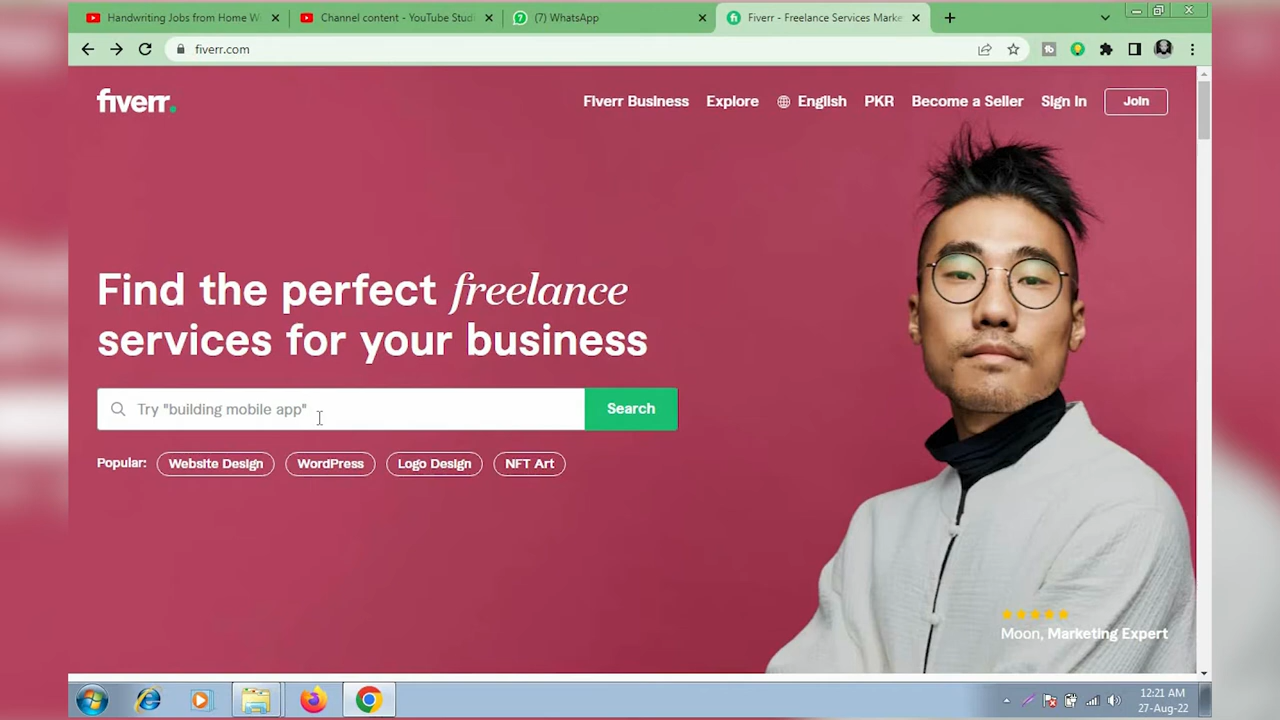 Handwriting Jobs from Home W
Channel content - YouTube Studi
(7) WhatsApp
Fiverr - Freelance Services Marke
fiverr.com
fiverr.
Fiverr Business
Explore
English
PKR
Become a Seller
Sign In
Join
Find the perfect freelance
services for your business
Try "building mobile app"
Search
Popular:
Website Design
WordPress
Logo Design
NFT Art
Moon, Marketing Expert
12:21 AM
27-Aug-22